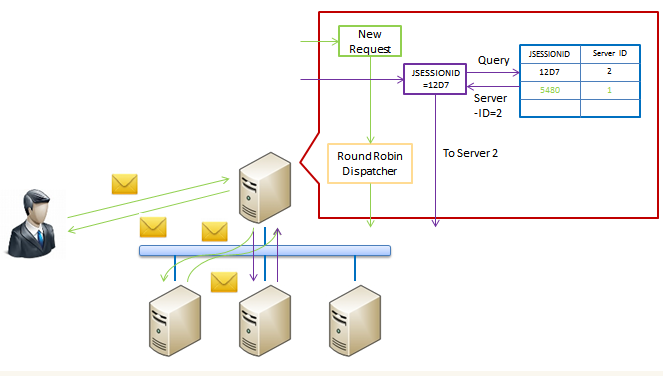 New
Request
JSESSIONID
=12D7
Query
Server
-ID=2
JSESSIONID Server ID
12D7 2
5480 1
Round Robin
Dispatcher
To Server 2